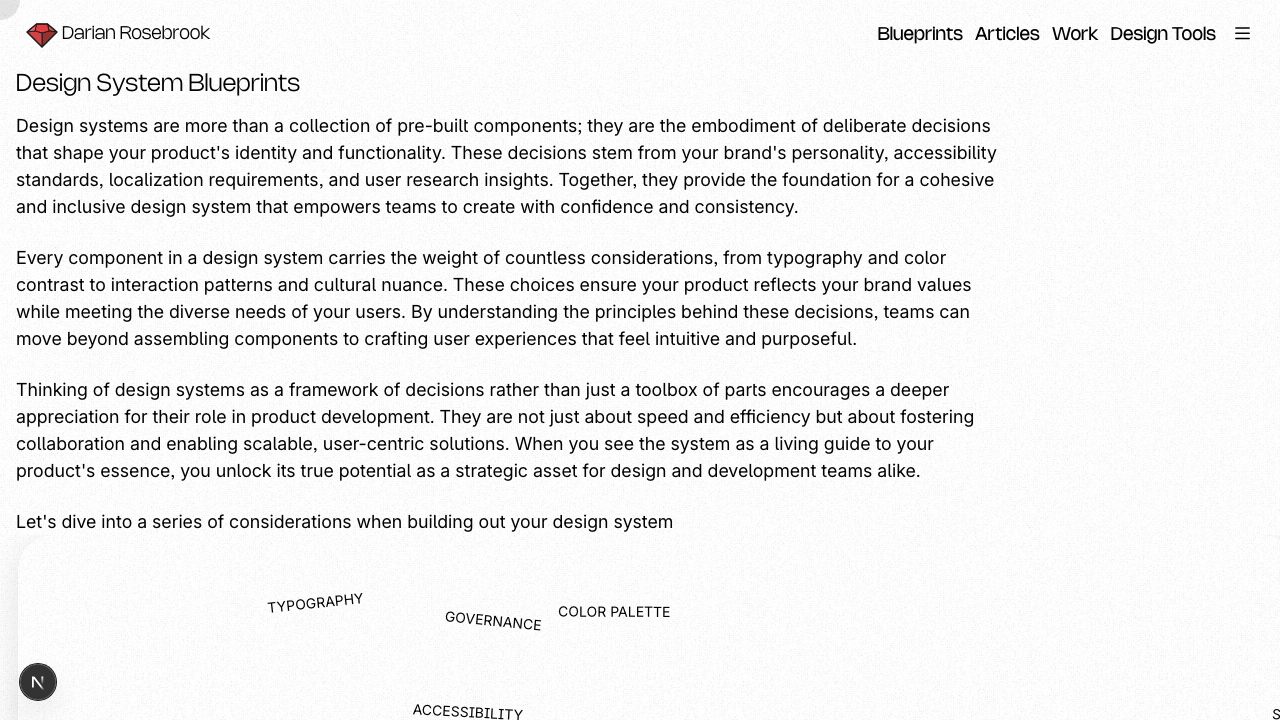 Darian Rosebrook
Blueprints Articles Work Design Tools
Design System Blueprints
Design systems are more than a collection of pre-built components; they are the embodiment of deliberate decisions
that shape your product's identity and functionality. These decisions stem from your brand's personality, accessibility
standards, localization requirements, and user research insights. Together, they provide the foundation for a cohesive
and inclusive design system that empowers teams to create with confidence and consistency.
Every component in a design system carries the weight of countless considerations, from typography and color
contrast to interaction patterns and cultural nuance. These choices ensure your product reflects your brand values
while meeting the diverse needs of your users. By understanding the principles behind these decisions, teams can
move beyond assembling components to crafting user experiences that feel intuitive and purposeful.
Thinking of design systems as a framework of decisions rather than just a toolbox of parts encourages a deeper
appreciation for their role in product development. They are not just about speed and efficiency but about fostering
collaboration and enabling scalable, user-centric solutions. When you see the system as a living guide to your
product's essence, you unlock its true potential as a strategic asset for design and development teams alike.
Let's dive into a series of considerations when building out your design system
TYPOGRAPHY
GOVERNANCE
COLOR PALETTE
N
ACCESSIBILITY